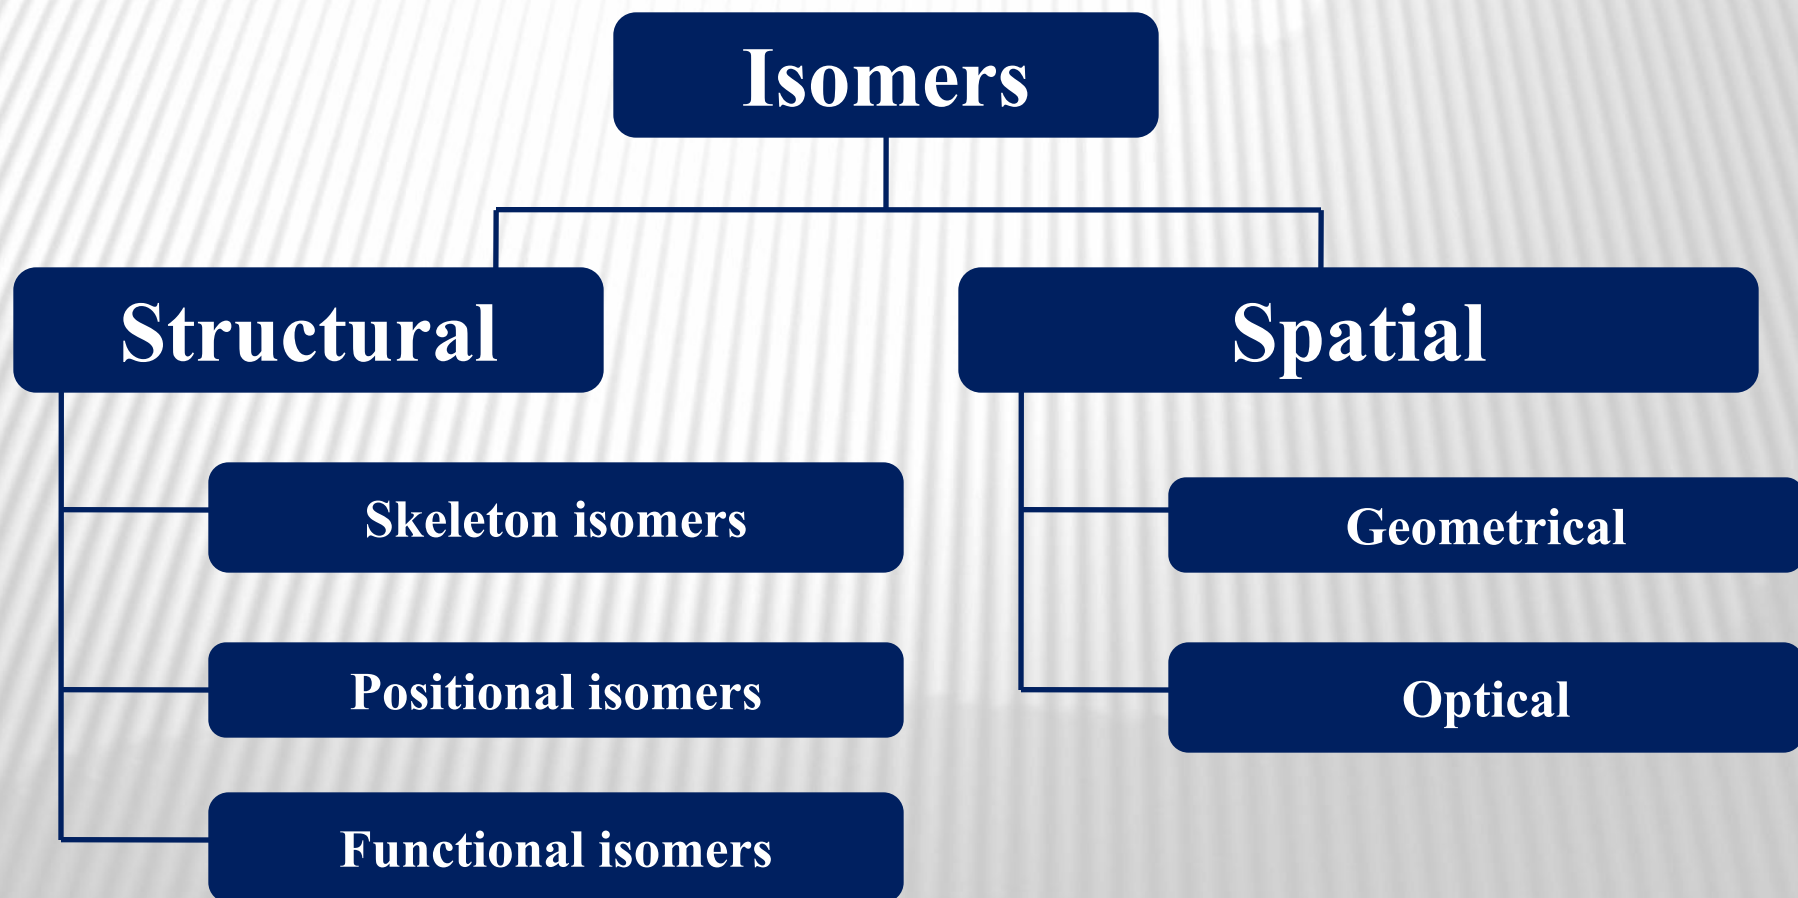 Isomers
Structural
Spatial
Skeleton isomers
Positional isomers
Functional isomers
Geometrical
Optical